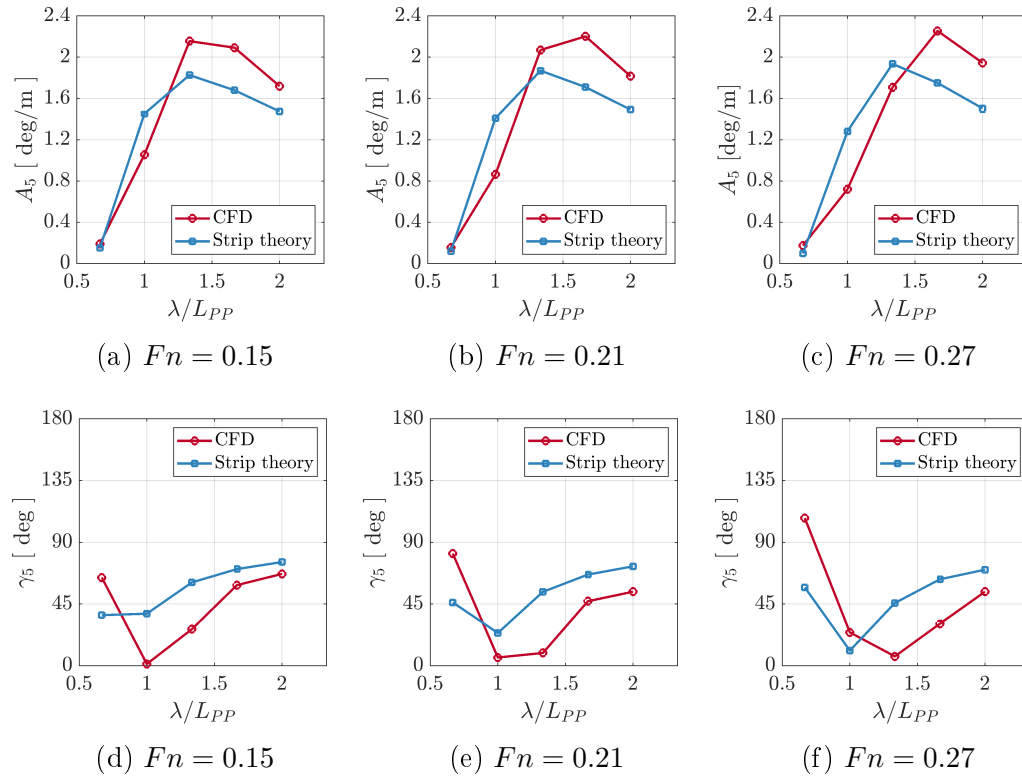 2.4
2
1.6
1.2
0.8
0.4
0
A₅ [ deg/m ]
CFD
Strip theory
0.5 1 1.5 2
λ/L_PP
(a) Fn = 0.15
2.4
2
1.6
1.2
0.8
0.4
0
A₅ [ deg/m ]
CFD
Strip theory
0.5 1 1.5 2
λ/L_PP
(b) Fn = 0.21
2.4
2
1.6
1.2
0.8
0.4
0
A₅ [deg/m]
CFD
Strip theory
0.5 1 1.5 2
λ/L_PP
(c) Fn = 0.27
180
135
90
45
0
γ₅ [ deg ]
CFD
Strip theory
0.5 1 1.5 2
λ/L_PP
(d) Fn = 0.15
180
135
90
45
0
γ₅ [ deg ]
CFD
Strip theory
0.5 1 1.5 2
λ/L_PP
(e) Fn = 0.21
180
135
90
45
0
γ₅ [ deg ]
CFD
Strip theory
0.5 1 1.5 2
λ/L_PP
(f) Fn = 0.27